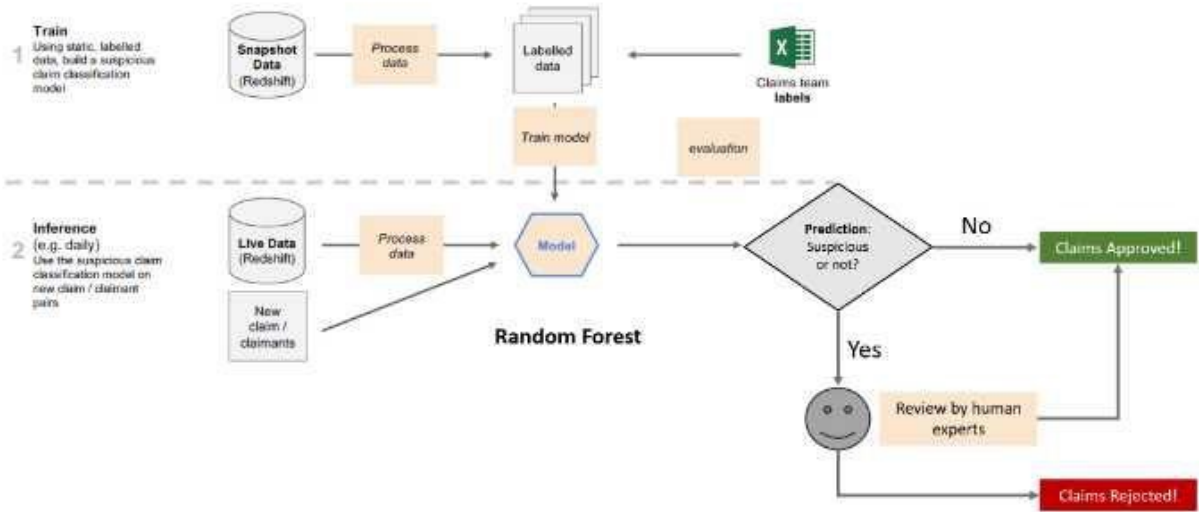 1
Train
Using static, labelled
data, build a suspicious
claim classification
model
Snapshot
Data
(Redshift)
Process
data
Labelled
data
Claims team
labels
Train model
evaluation
2
Inference
(e.g. daily)
Use the suspicious claim
classification model on
new claim / claimant
pairs
Live Data
(Redshift)
Process
data
Model
Prediction:
Suspicious
or not?
No
Claims Approved!
New
claim /
claimants
Random Forest
Yes
Review by human
experts
Claims Rejected!